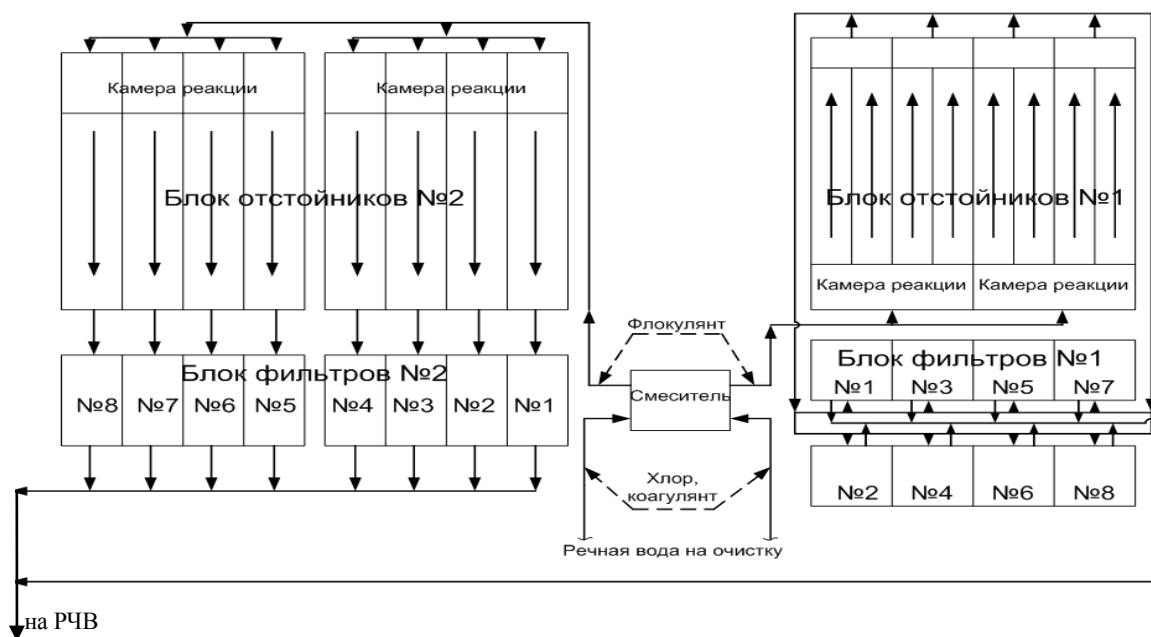 Камера реакции
Камера реакции
Блок отстойников №2
Блок отстойников №1
Камера реакции
Камера реакции
Флокулянт
Блок фильтров №2
Блок фильтров №1
№8
№7
№6
№5
№4
№3
№2
№1
Смеситель
№1
№3
№5
№7
Хлор,
коагулянт
№2
№4
№6
№8
Речная вода на очистку
на РЧВ